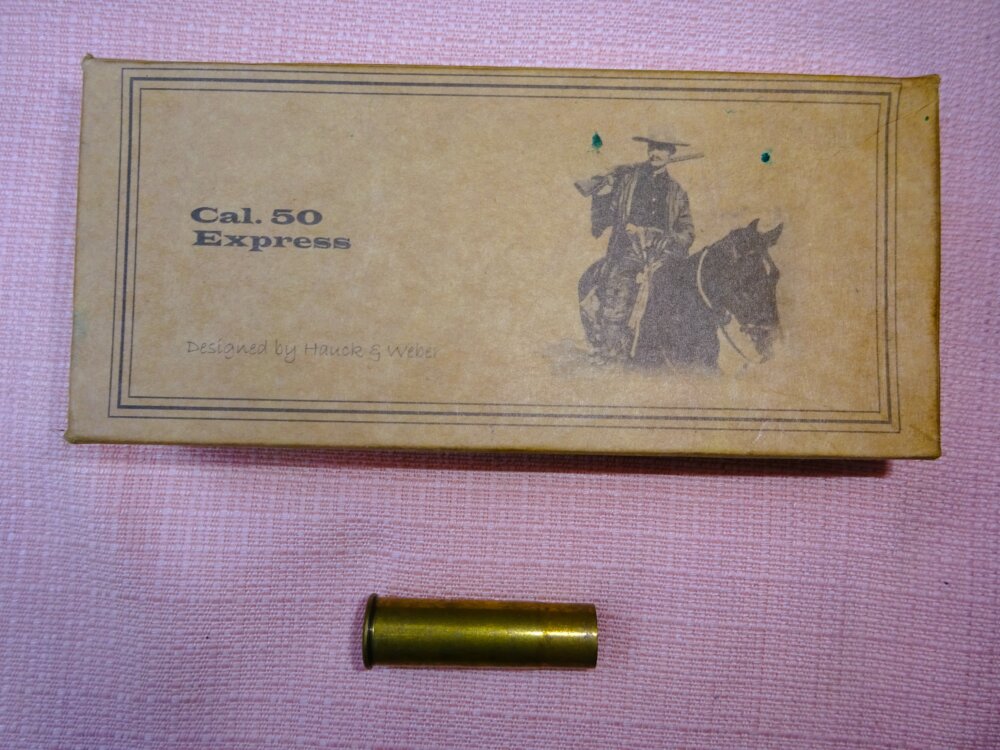 Cal. 50
Express
Designed by Hauck & Weber